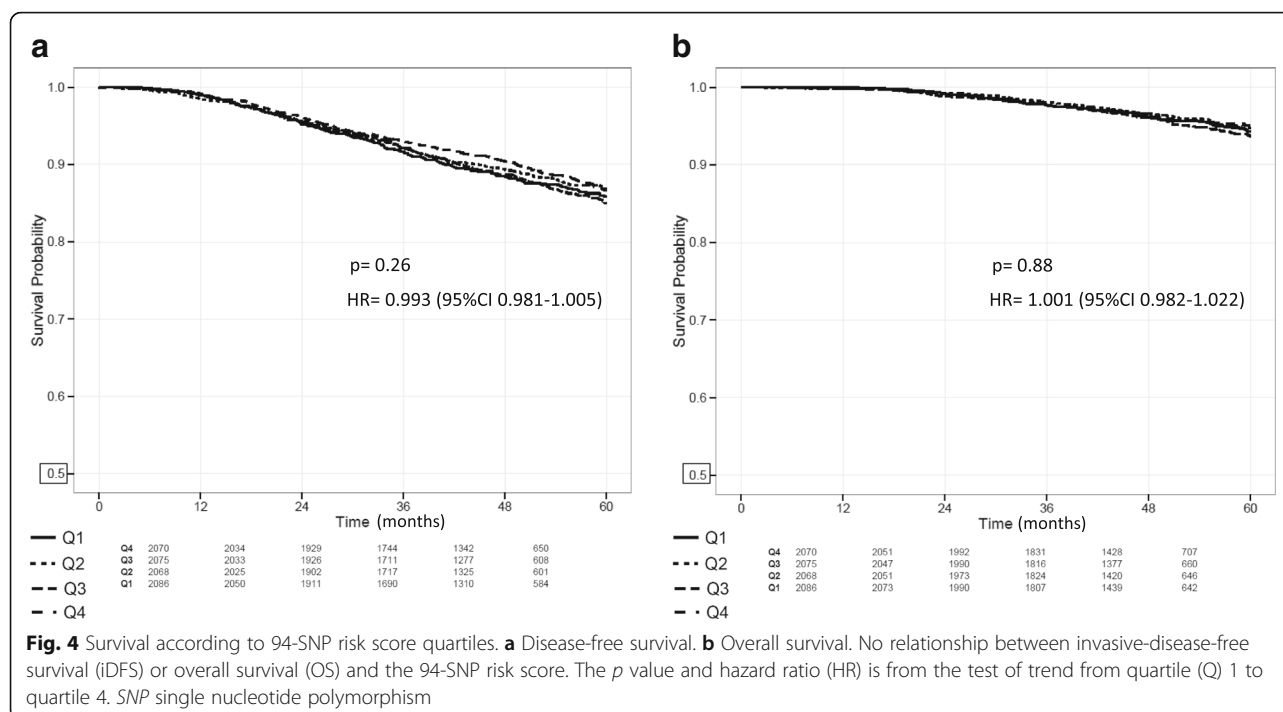 a
1.0
0.9
0.8
0.7
0.6
0.5
Survival Probability
p= 0.26
HR= 0.993 (95%CI 0.981-1.005)
0 12 24 36 48 60
Time (months)
Q1
Q2
Q3
Q4
Q4 2070 2034 1929 1744 1342 650
Q3 2075 2033 1926 1711 1277 608
Q2 2068 2025 1902 1717 1325 601
Q1 2086 2050 1911 1690 1310 584
b
1.0
0.9
0.8
0.7
0.6
0.5
Survival Probability
p= 0.88
HR= 1.001 (95%CI 0.982-1.022)
0 12 24 36 48 60
Time (months)
Q1
Q2
Q3
Q4
Q4 2070 2051 1992 1831 1428 707
Q3 2075 2047 1990 1816 1377 660
Q2 2068 2051 1973 1824 1420 646
Q1 2086 2073 1990 1807 1439 642
Fig. 4 Survival according to 94-SNP risk score quartiles. a Disease-free survival. b Overall survival. No relationship between invasive-disease-free
survival (iDFS) or overall survival (OS) and the 94-SNP risk score. The p value and hazard ratio (HR) is from the test of trend from quartile (Q) 1 to
quartile 4. SNP single nucleotide polymorphism